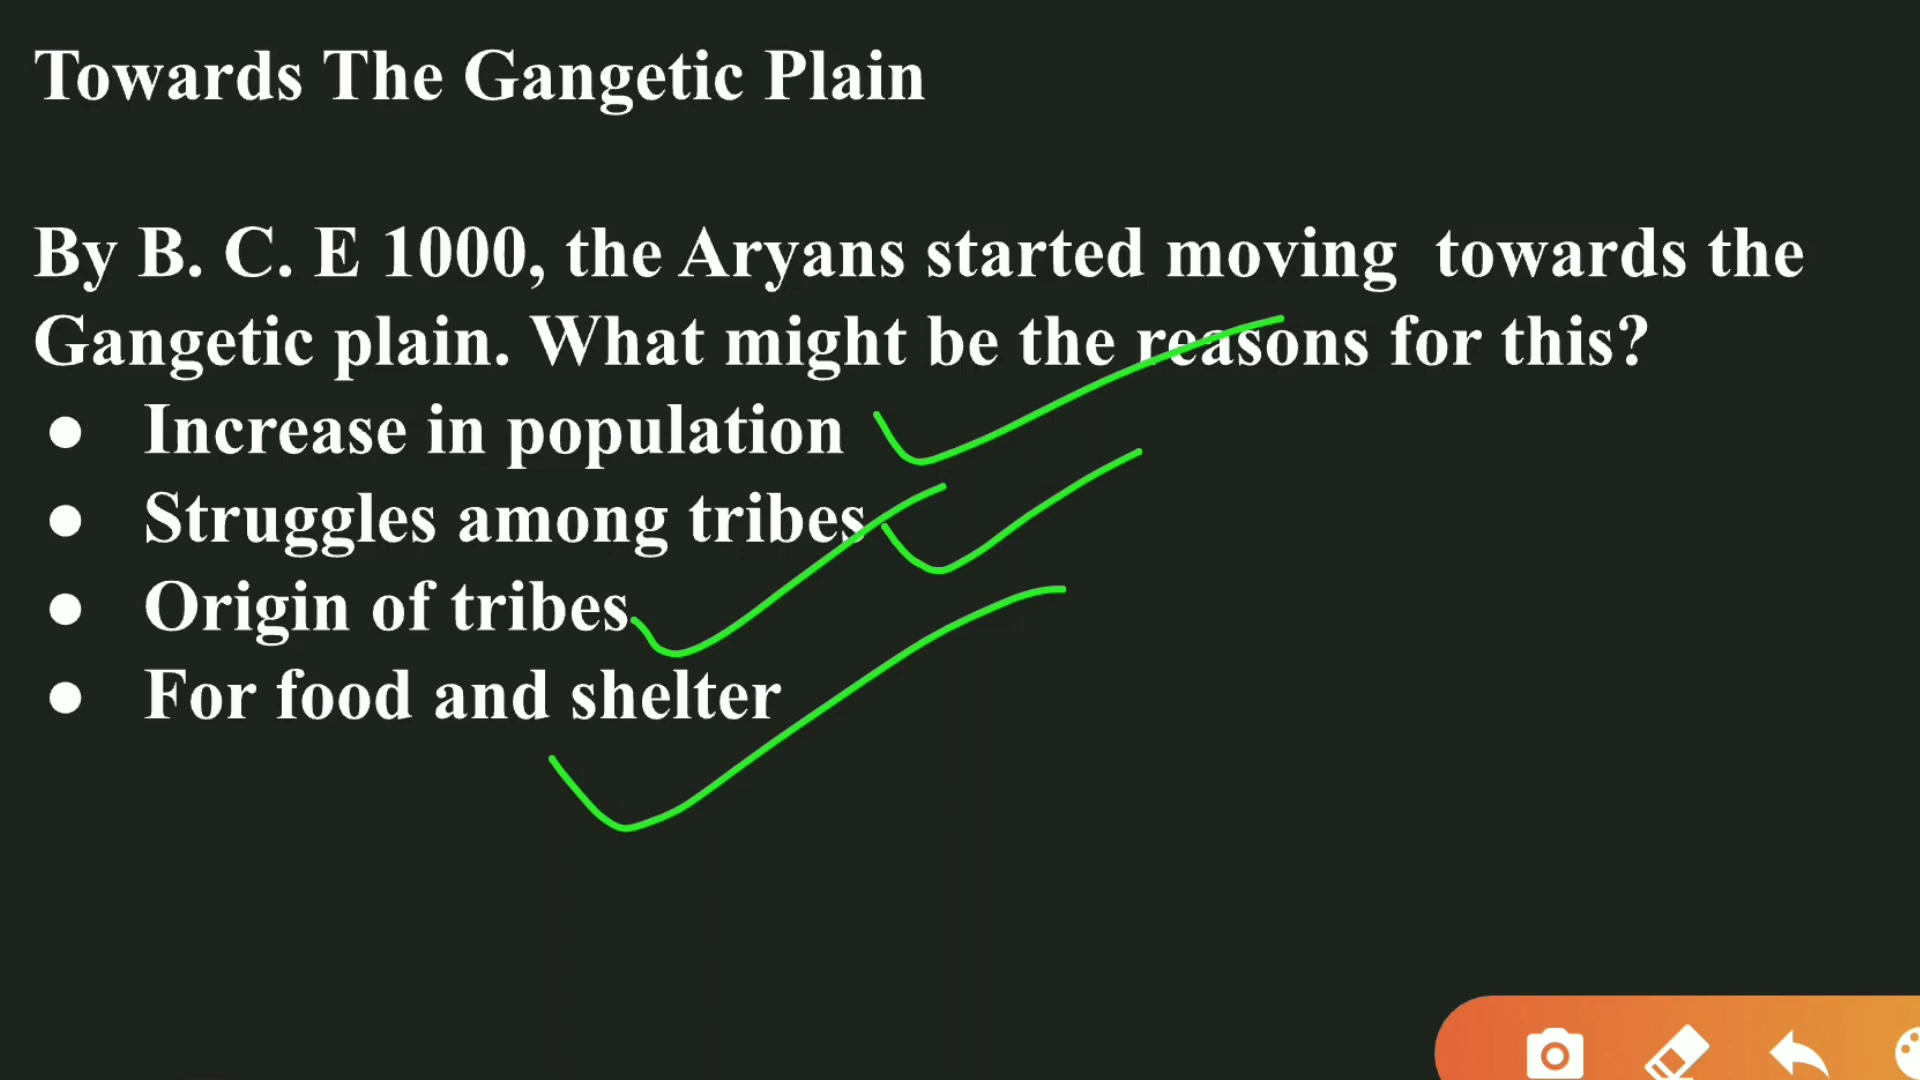 Towards The Gangetic Plain
By B. C. E 1000, the Aryans started moving towards the
Gangetic plain. What might be the reasons for this?
● Increase in population
● Struggles among tribes
● Origin of tribes
● For food and shelter